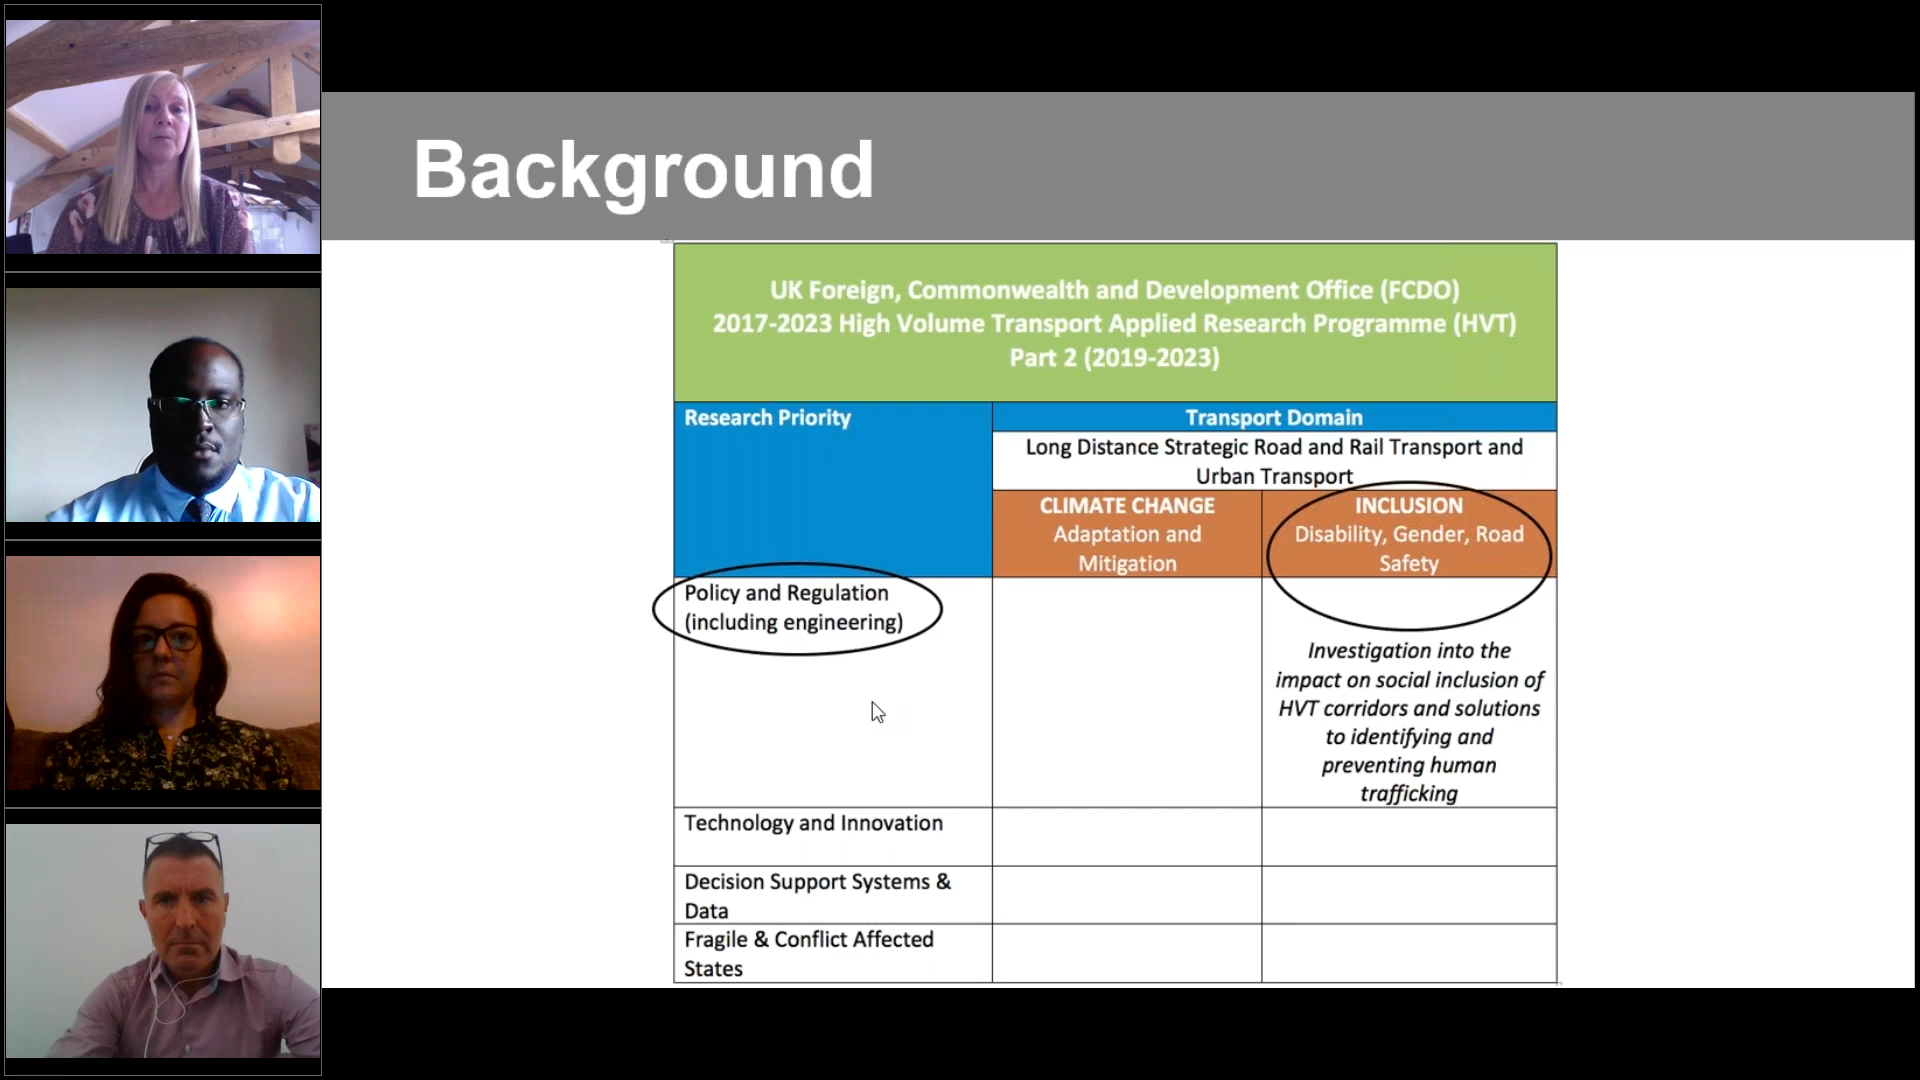 Background
UK Foreign, Commonwealth and Development Office (FCDO)
2017-2023 High Volume Transport Applied Research Programme (HVT)
Part 2 (2019-2023)
Research Priority
Transport Domain
Long Distance Strategic Road and Rail Transport and
Urban Transport
CLIMATE CHANGE
Adaptation and
Mitigation
INCLUSION
Disability, Gender, Road
Safety
Policy and Regulation
(including engineering)
Investigation into the
impact on social inclusion of
HVT corridors and solutions
to identifying and
preventing human
trafficking
Technology and Innovation
Decision Support Systems &
Data
Fragile & Conflict Affected
States